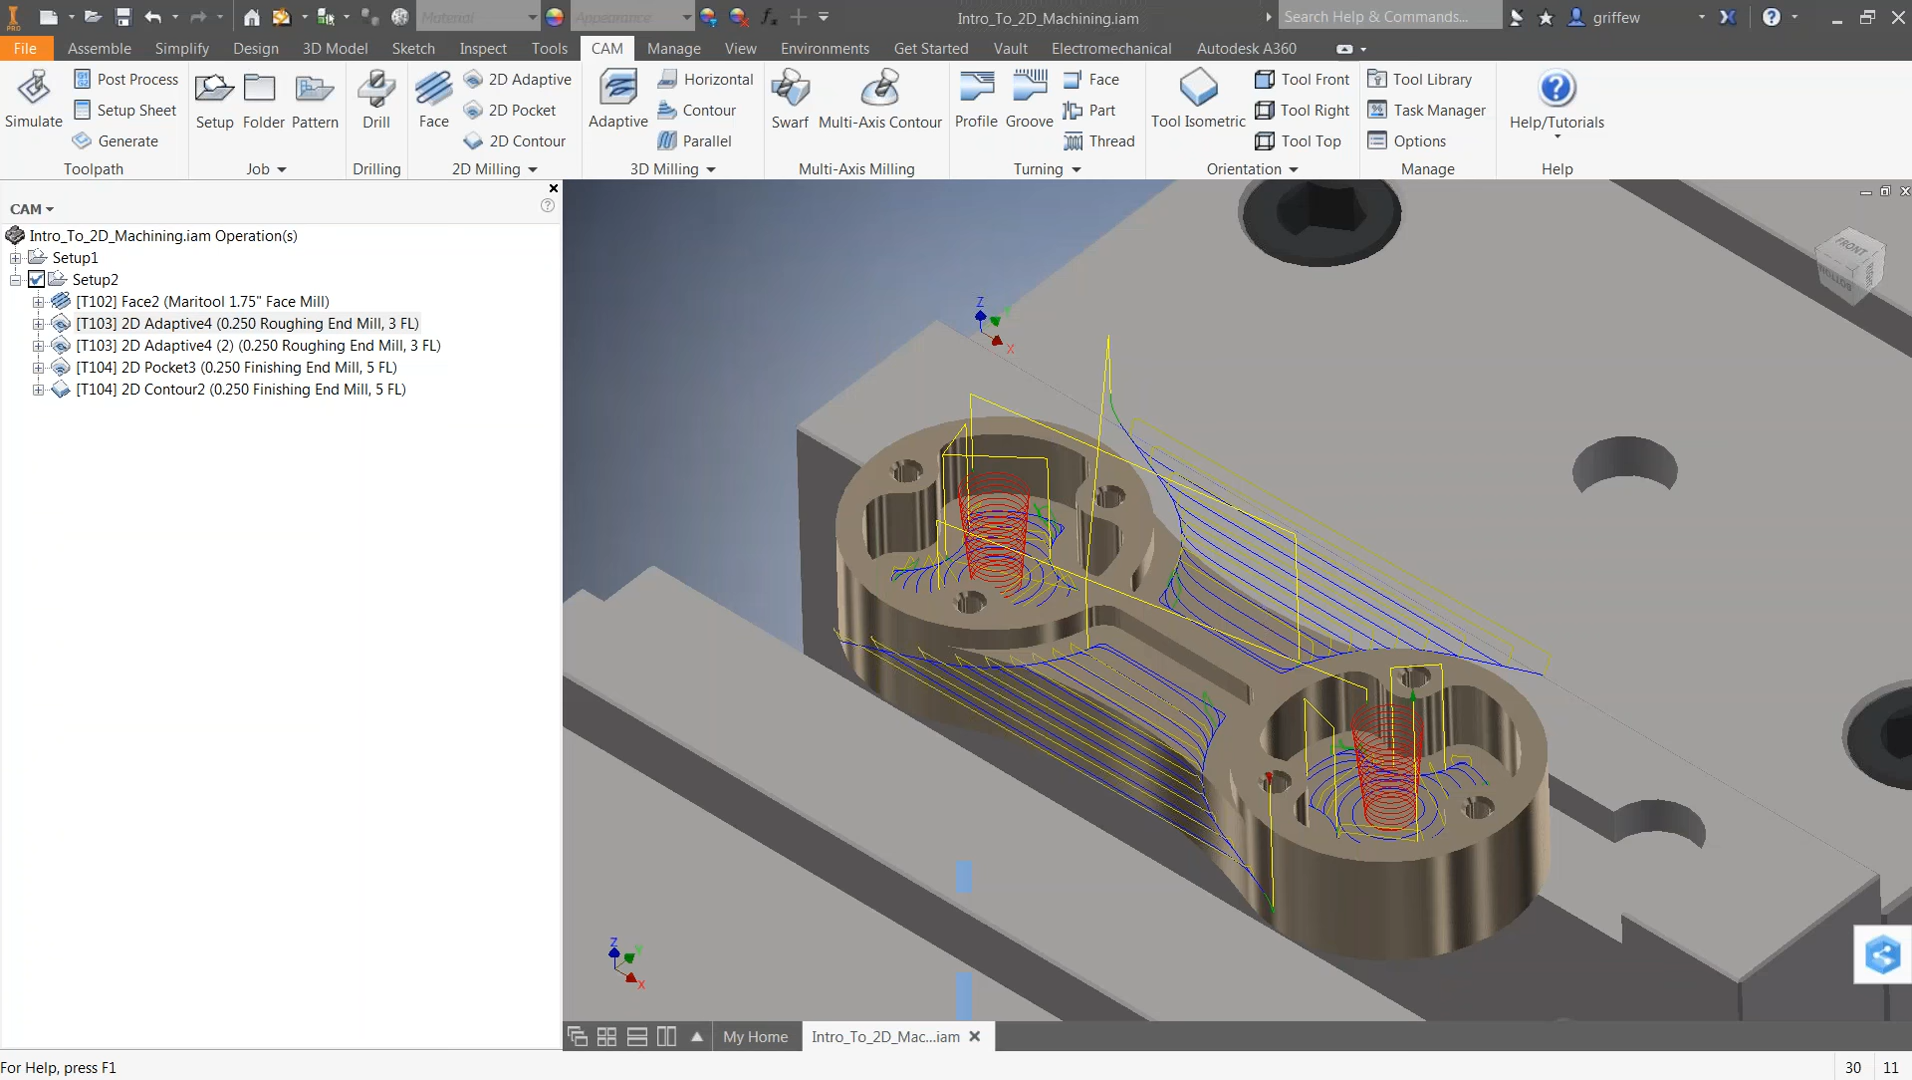 PRO
Material
Appearance
fx
Intro_To_2D_Machining.iam
Search Help & Commands...
griffew
File Assemble Simplify Design 3D Model Sketch Inspect Tools CAM Manage View Environments Get Started Vault Electromechanical Autodesk A360
Simulate
Post Process
Setup Sheet
Generate
Toolpath
Setup Folder Pattern
Job
Drill
Drilling
Face
2D Adaptive
2D Pocket
2D Contour
2D Milling
Adaptive
Horizontal
Contour
Parallel
3D Milling
Swarf Multi-Axis Contour
Multi-Axis Milling
Profile Groove
Face
Part
Thread
Turning
Tool Isometric
Tool Front
Tool Right
Tool Top
Orientation
Tool Library
Task Manager
Options
Manage
Help/Tutorials
Help
CAM
Intro_To_2D_Machining.iam Operation(s)
Setup1
Setup2
[T102] Face2 (Maritool 1.75" Face Mill)
[T103] 2D Adaptive4 (0.250 Roughing End Mill, 3 FL)
[T103] 2D Adaptive4 (2) (0.250 Roughing End Mill, 3 FL)
[T104] 2D Pocket3 (0.250 Finishing End Mill, 5 FL)
[T104] 2D Contour2 (0.250 Finishing End Mill, 5 FL)
FRONT
BOTTOM
Z
X
Z
Y
X
My Home
Intro_To_2D_Mac...iam
For Help, press F1
30 11